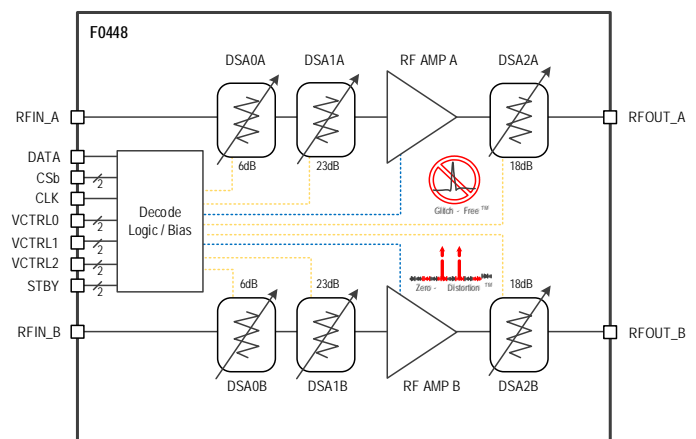 F0448
DSA0A
DSA1A
RF AMP A
DSA2A
RFIN_A
RFOUT_A
6dB
23dB
18dB
DATA
CSb
2
CLK
VCTRL0
2
VCTRL1
2
VCTRL2
2
STBY
2
Decode
Logic / Bias
Glitch - Free™
Zero - Distortion™
6dB
23dB
18dB
RFIN_B
RFOUT_B
DSA0B
DSA1B
RF AMP B
DSA2B